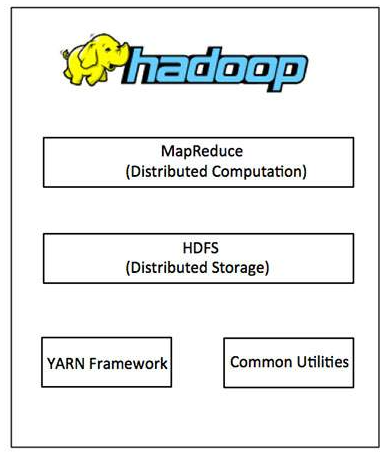 hadoop
MapReduce
(Distributed Computation)
HDFS
(Distributed Storage)
YARN Framework
Common Utilities